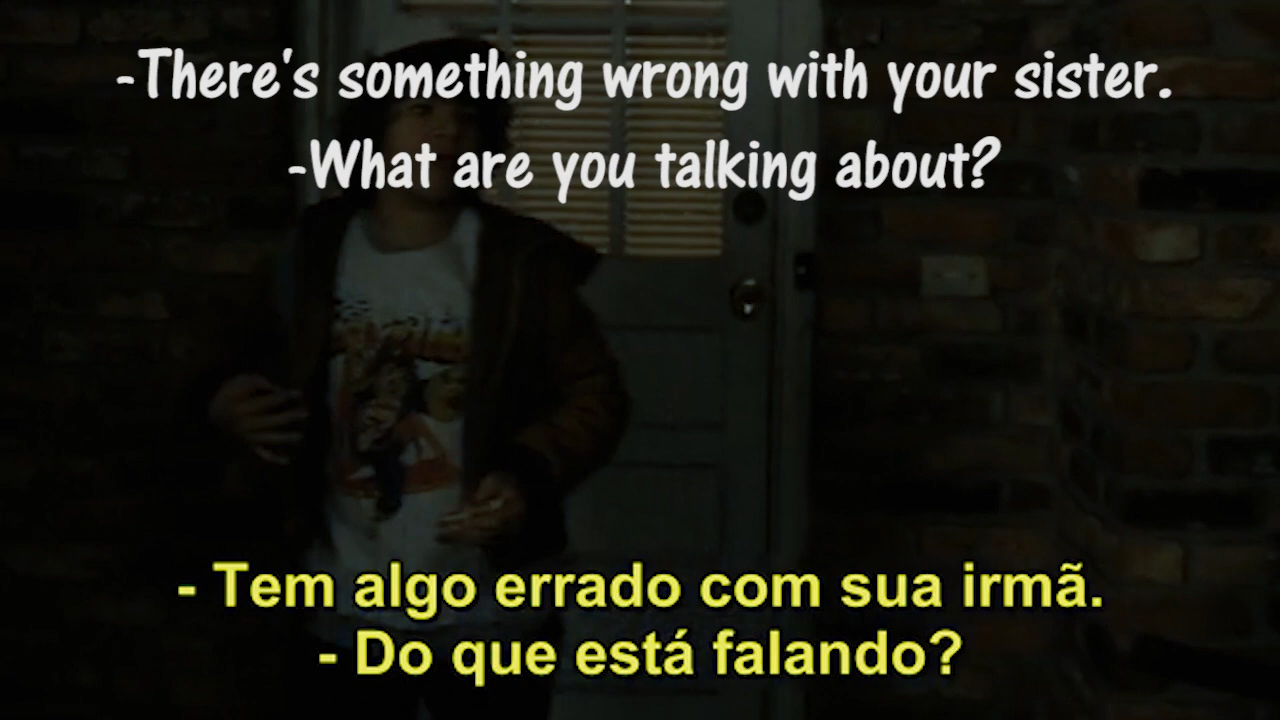 -There's something wrong with your sister.
-What are you talking about?
- Tem algo errado com sua irmã.
- Do que está falando?